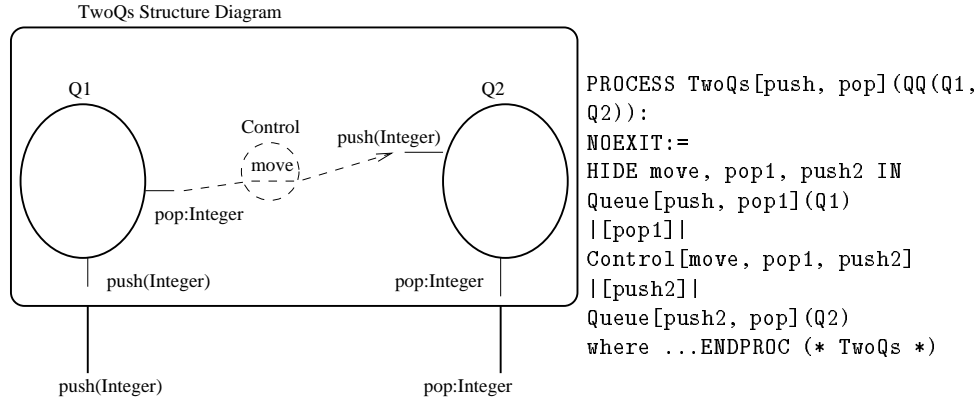 TwoQs Structure Diagram
Q1
Q2
Control
push(Integer)
move
pop:Integer
push(Integer)
pop:Integer
push(Integer)
pop:Integer
PROCESS TwoQs[push, pop](QQ(Q1,
Q2)):
NOEXIT:=
HIDE move, pop1, push2 IN
Queue[push, pop1](Q1)
|[pop1]|
Control[move, pop1, push2]
|[push2]|
Queue[push2, pop](Q2)
where ...ENDPROC (* TwoQs *)